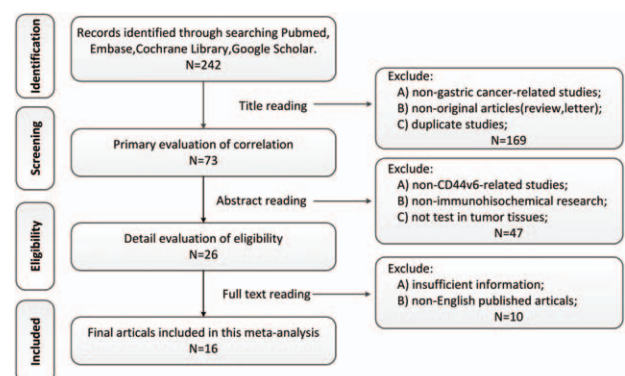 Identification
Records identified through searching Pubmed,
Embase,Cochrane Library,Google Scholar.
N=242
Title reading
Exclude:
A) non-gastric cancer-related studies;
B) non-original articles(review,letter);
C) duplicate studies;
N=169
Screening
Primary evaluation of correlation
N=73
Abstract reading
Exclude:
A) non-CD44v6-related studies;
B) non-immunohisochemical research;
C) not test in tumor tissues;
N=47
Eligibility
Detail evaluation of eligibility
N=26
Full text reading
Exclude:
A) insufficient information;
B) non-English published articals;
N=10
Included
Final articals included in this meta-analysis
N=16